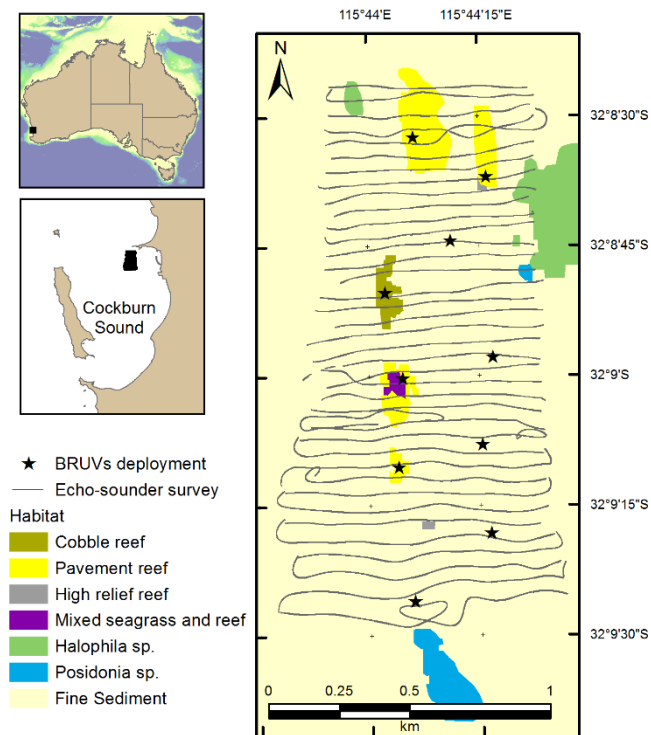 115°44'E 115°44'15"E
N
32°8'30"S
32°8'45"S
Cockburn
Sound
32°9'S
BRUVs deployment
Echo-sounder survey
32°9'15"S
Habitat
Cobble reef
Pavement reef
High relief reef
Mixed seagrass and reef
32°9'30"S
Halophila sp.
Posidonia sp.
Fine Sediment
0 0.25 0.5 1
km